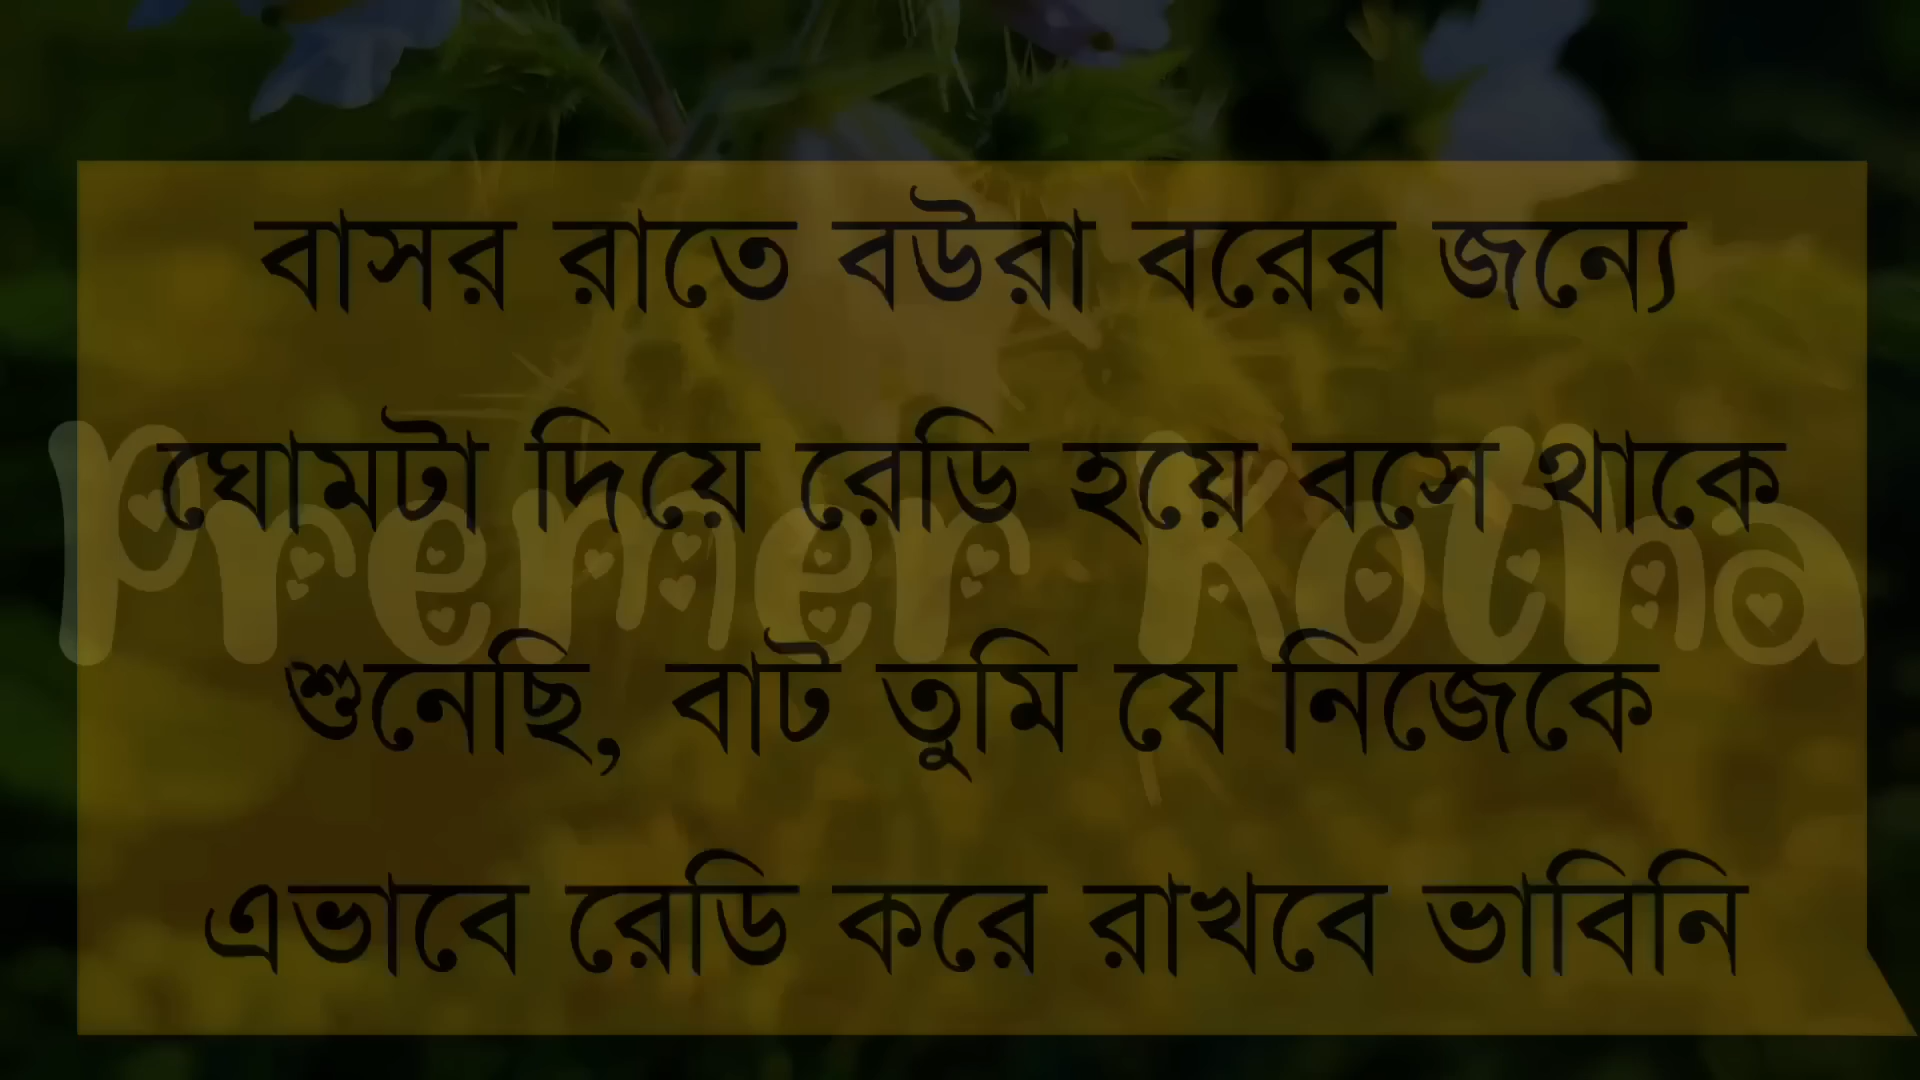 বাসর রাতে বউরা বরের জন্যে
ঘোমটা দিয়ে রেডি হয়ে বসে থাকে
Premer Kotha
শুনেছি, বাট তুমি যে নিজেকে
এভাবে রেডি করে রাখবে ভাবিনি